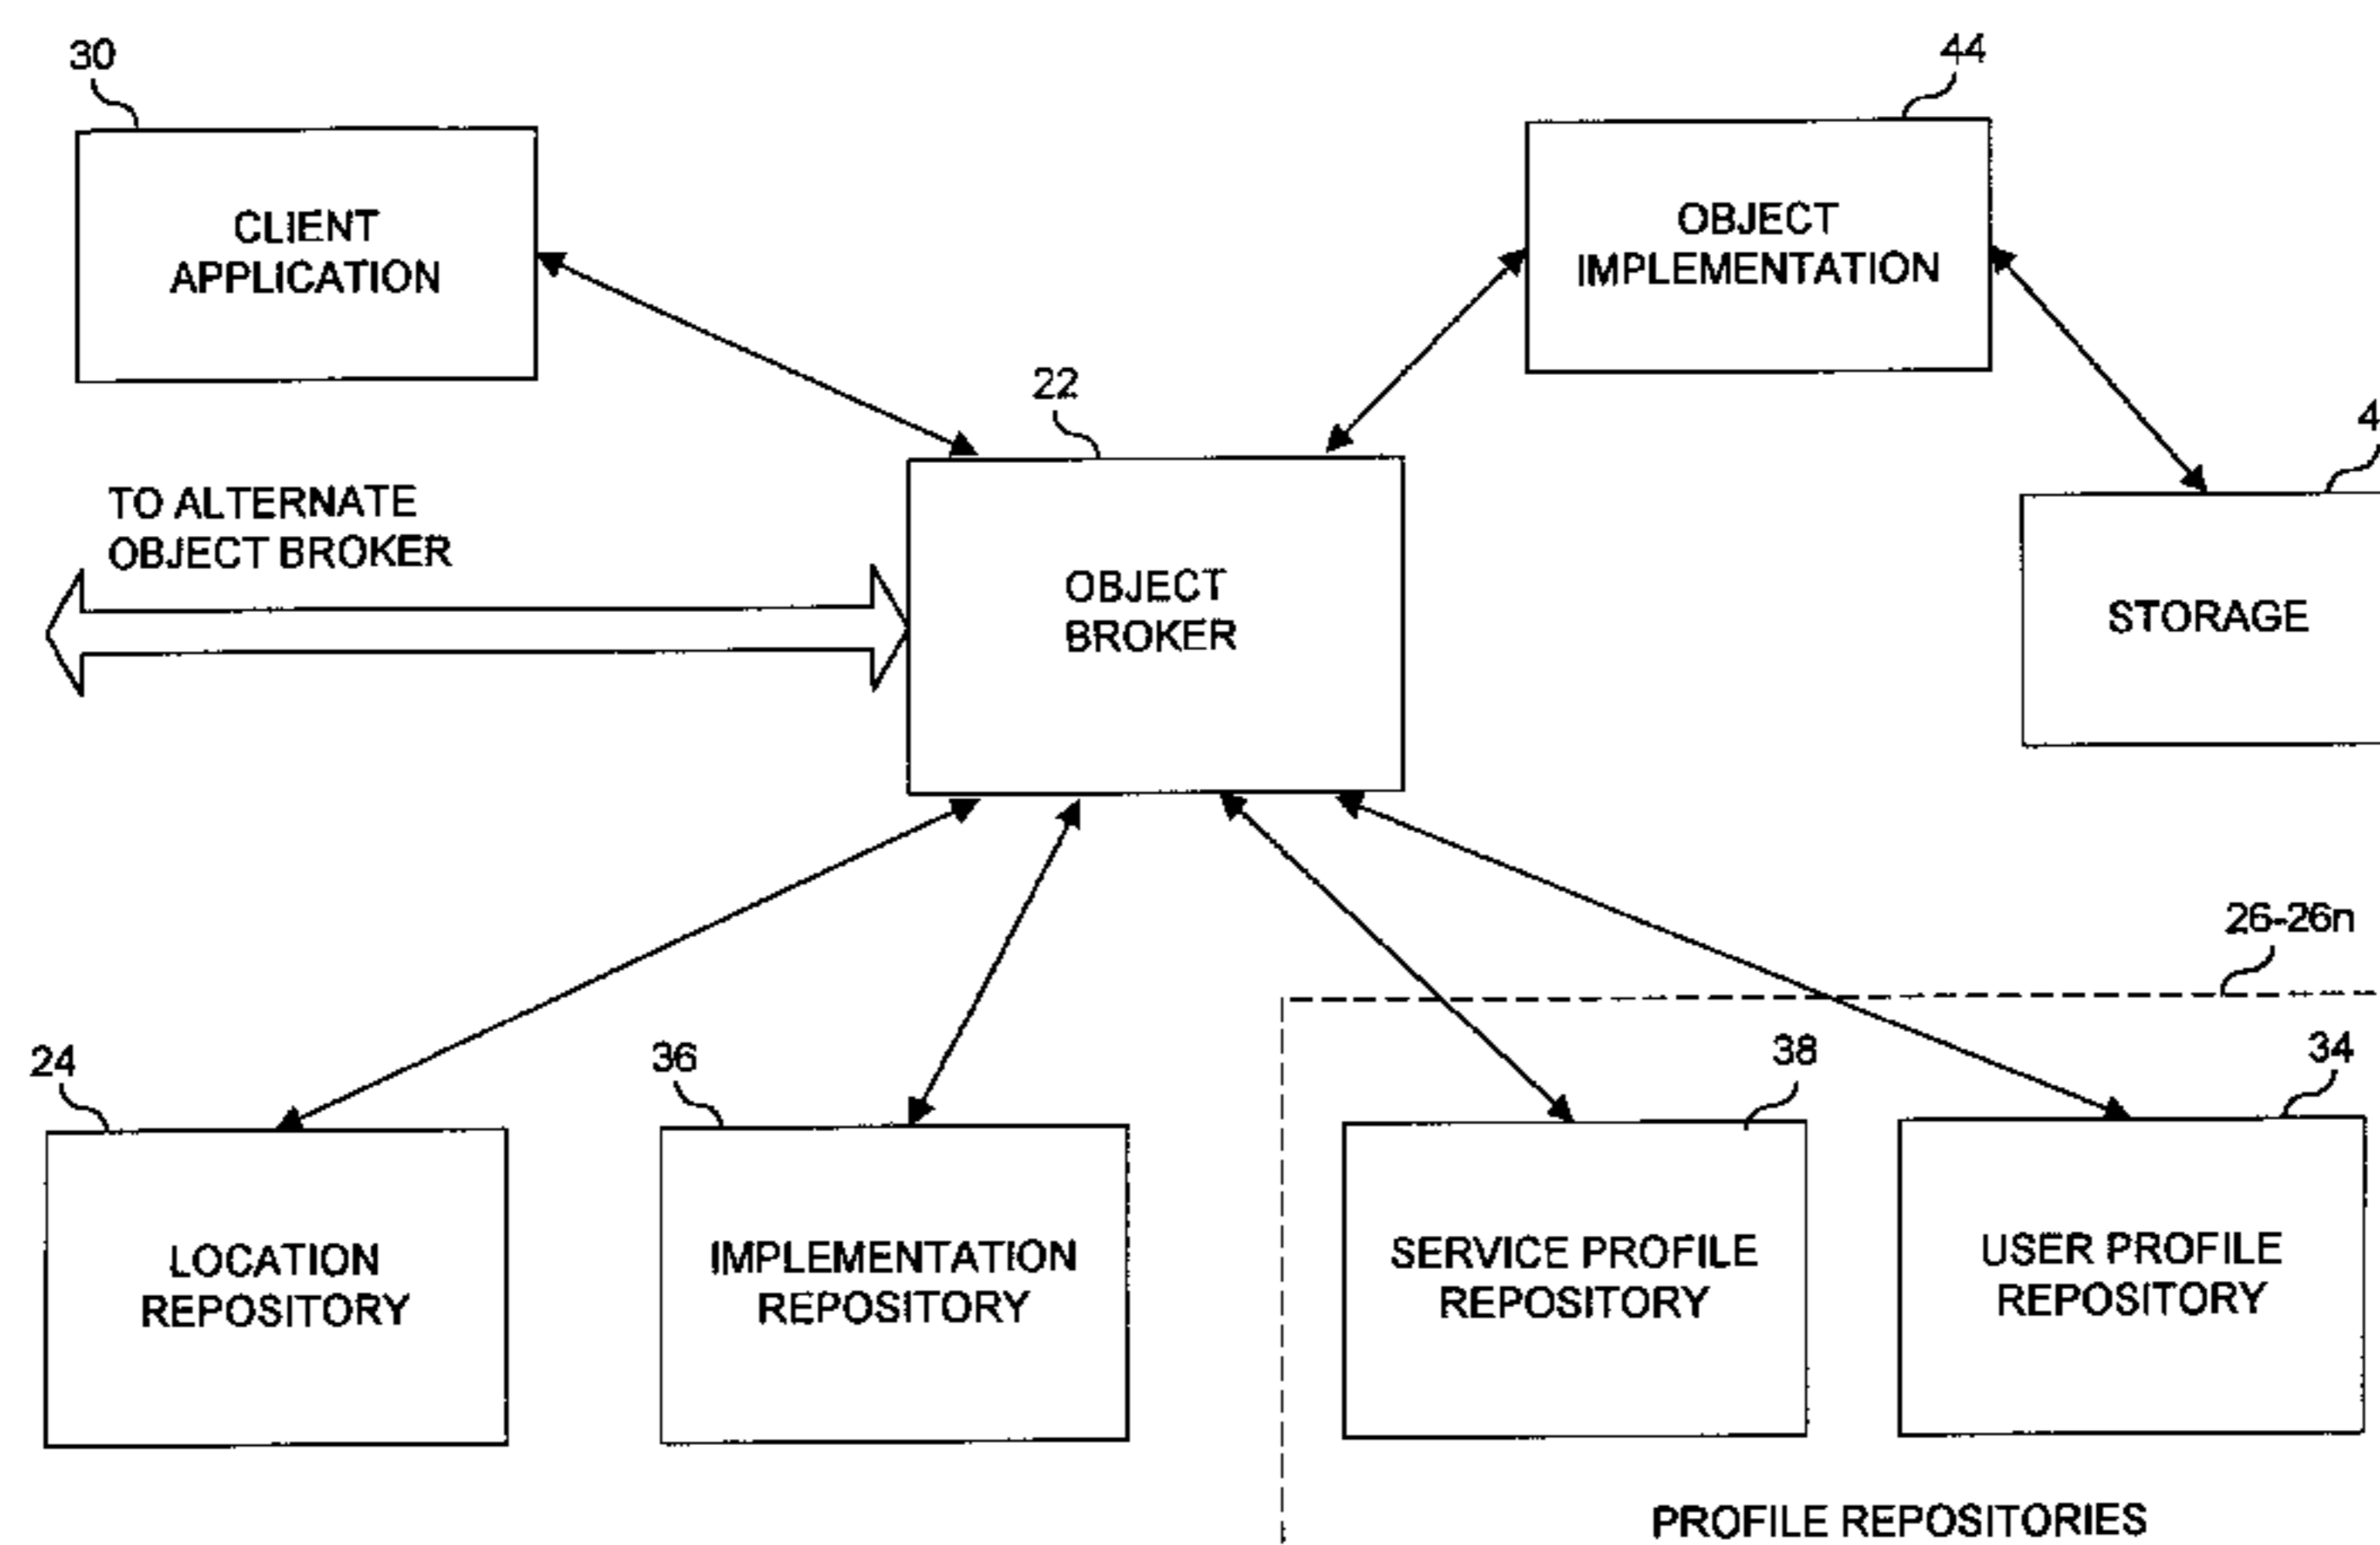 30
44
CLIENT
APPLICATION
OBJECT
IMPLEMENTATION
22
TO ALTERNATE
OBJECT BROKER
OBJECT
BROKER
STORAGE
26-26n
24
36
38
34
LOCATION
REPOSITORY
IMPLEMENTATION
REPOSITORY
SERVICE PROFILE
REPOSITORY
USER PROFILE
REPOSITORY
PROFILE REPOSITORIES